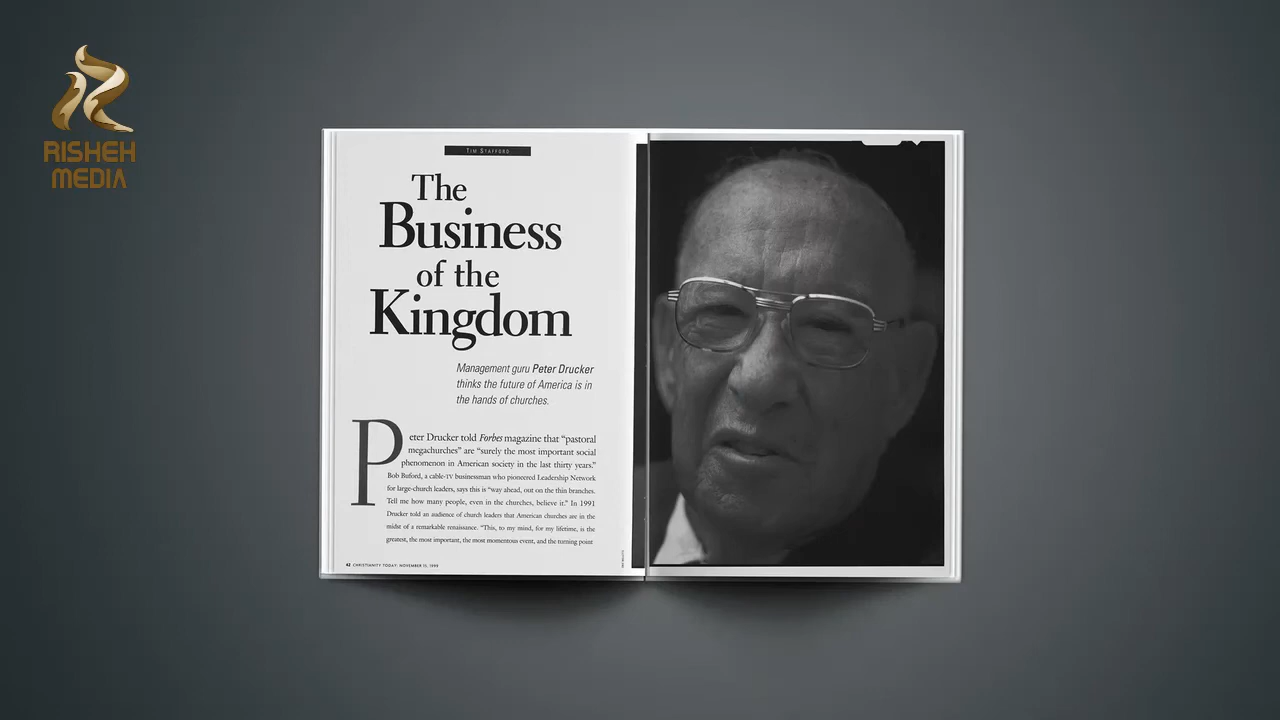 RISHEH
MEDIA
TIM STAFFORD
The
Business
of the
Kingdom
Management guru Peter Drucker
thinks the future of America is in
the hands of churches.
Peter Drucker told Forbes magazine that “pastoral
megachurches” are “surely the most important social
phenomenon in American society in the last thirty years.”
Bob Buford, a cable-TV businessman who pioneered Leadership Network
for large-church leaders, says this is “way ahead, out on the thin branches.
Tell me how many people, even in the churches, believe it.” In 1991
Drucker told an audience of church leaders that American churches are in the
midst of a remarkable renaissance. “This, to my mind, for my lifetime, is the
greatest, the most important, the most momentous event, and the turning point
42 CHRISTIANITY TODAY NOVEMBER 15, 1999